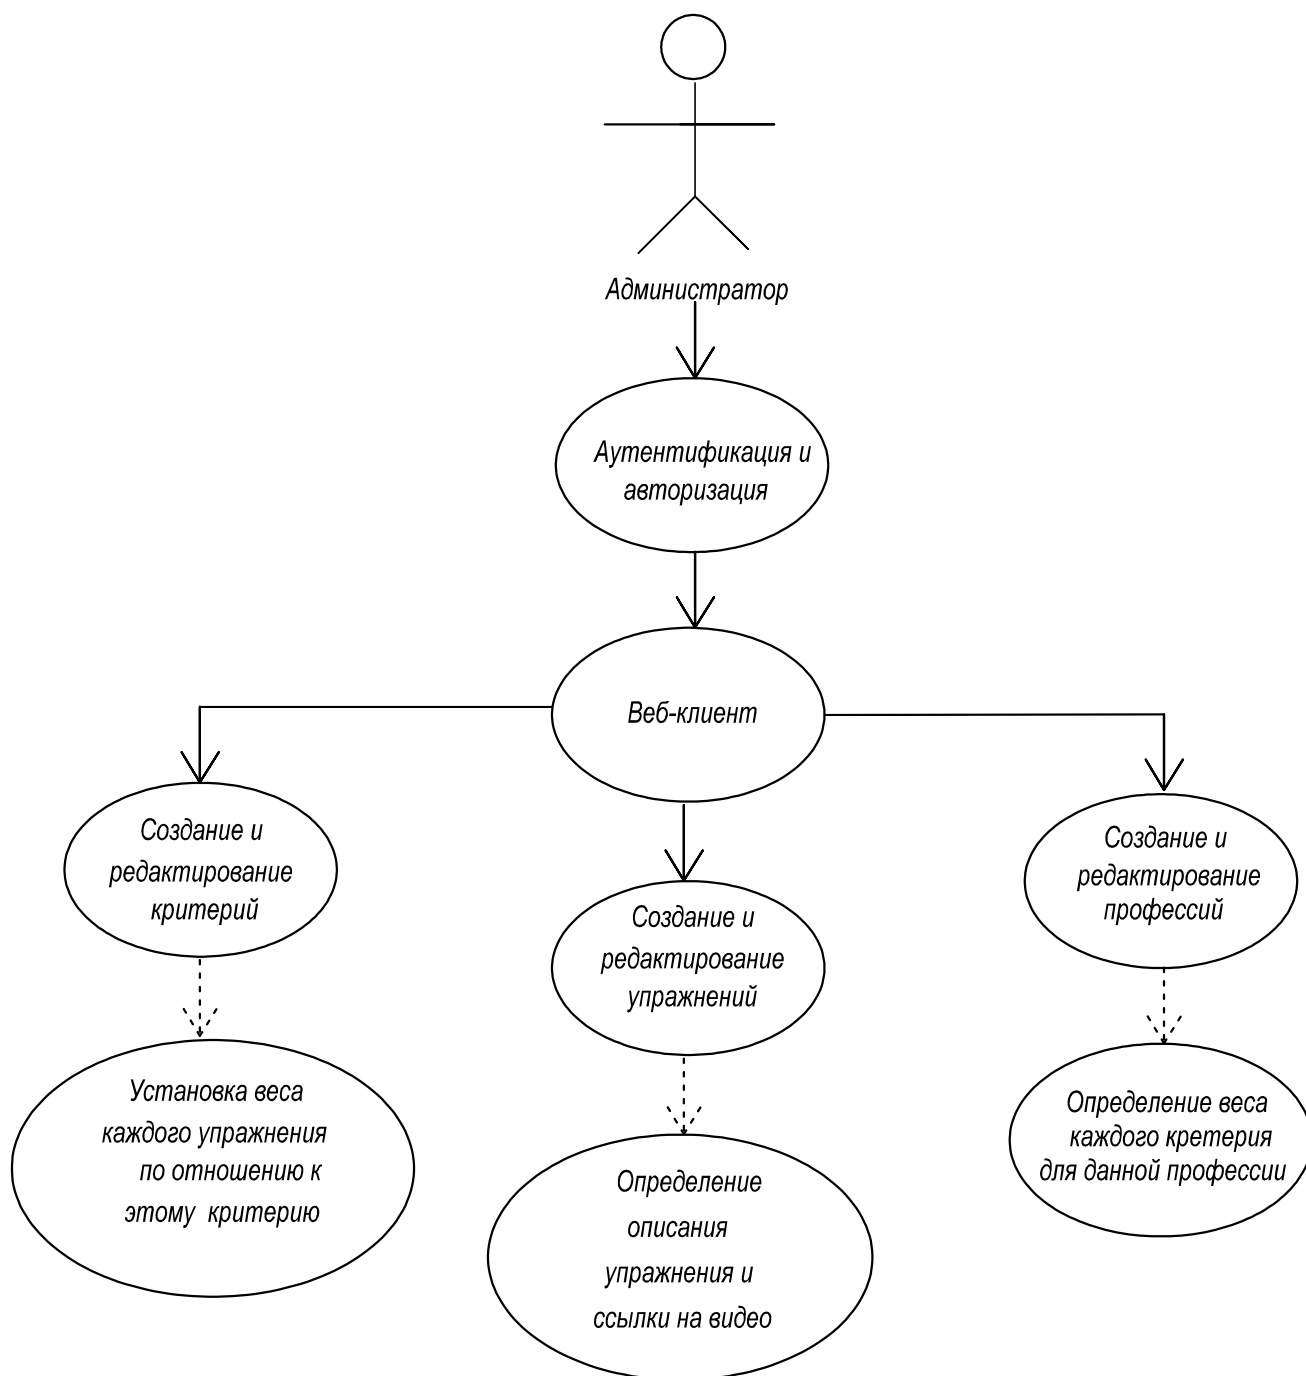 Администратор
Аутентификация и
авторизация
Веб-клиент
Создание и
редактирование
критерий
Создание и
редактирование
упражнений
Создание и
редактирование
профессий
Установка веса
каждого упражнения
по отношению к
этому критерию
Определение
описания
упражнения и
ссылки на видео
Определение веса
каждого кретерия
для данной профессии